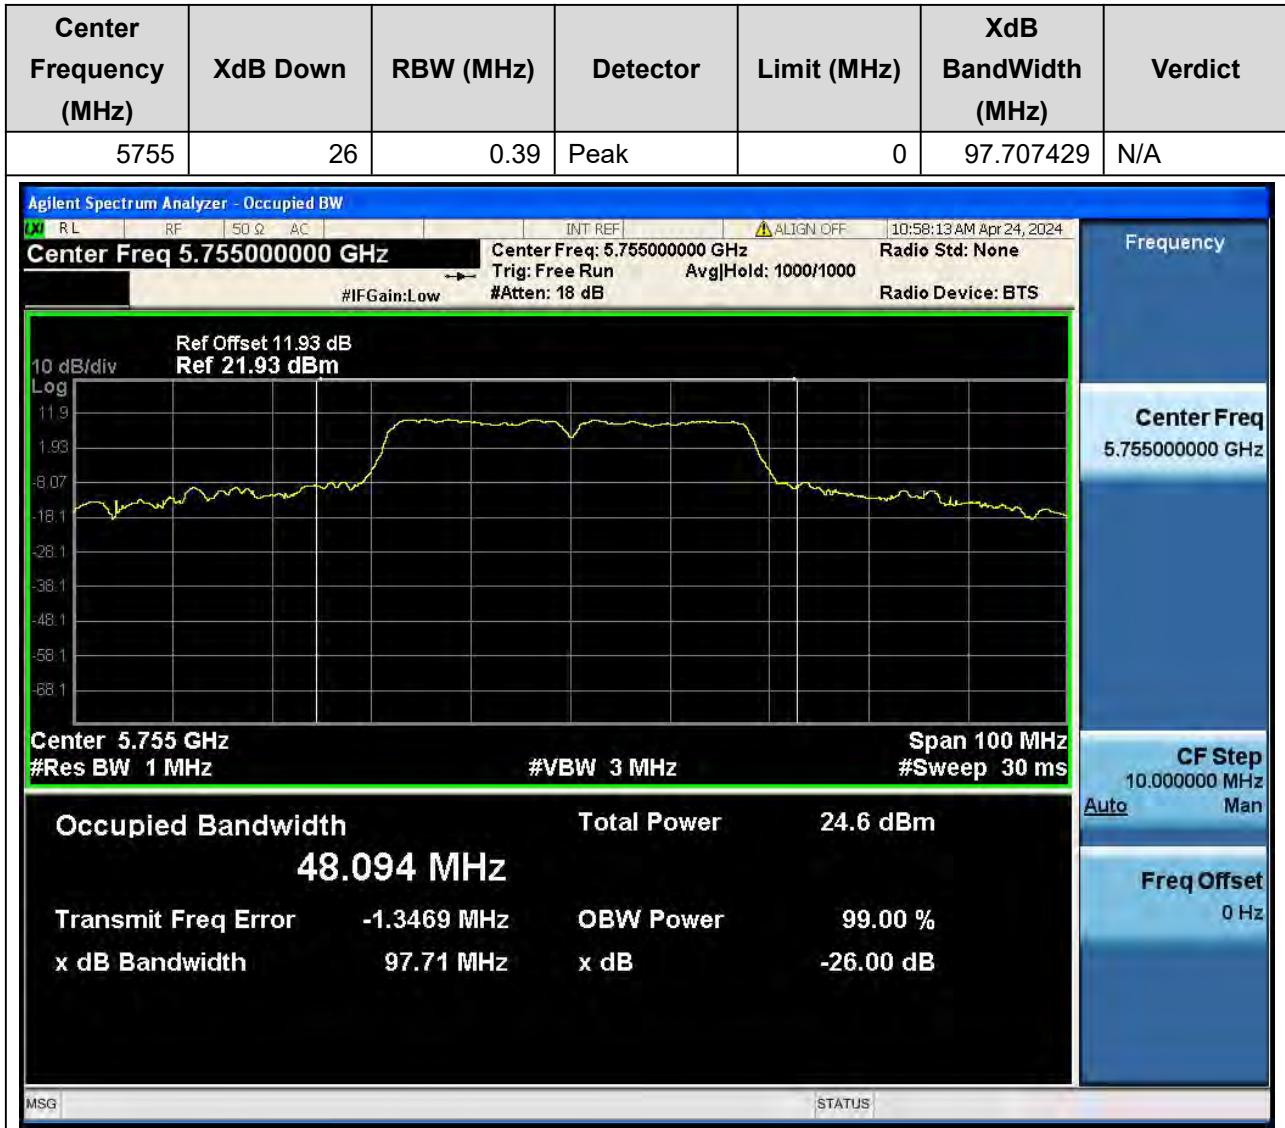 Center Frequency (MHz) XdB Down RBW (MHz) Detector Limit (MHz) XdB BandWidth (MHz) Verdict
5755 26 0.39 Peak 0 97.707429 N/A
Agilent Spectrum Analyzer - Occupied BW
LXI RL RF 50 Ω AC INT REF ALIGN OFF 10:58:13 AM Apr 24, 2024
Center Freq 5.755000000 GHz Center Freq: 5.755000000 GHz Radio Std: None
Trig: Free Run Avg|Hold: 1000/1000
#IFGain:Low #Atten: 18 dB Radio Device: BTS
Frequency
Ref Offset 11.93 dB
10 dB/div Ref 21.93 dBm
Log
11.9
1.93
-8.07
-18.1
-28.1
-38.1
-48.1
-58.1
-68.1
Center 5.755 GHz Span 100 MHz
#Res BW 1 MHz #VBW 3 MHz #Sweep 30 ms
Occupied Bandwidth Total Power 24.6 dBm
48.094 MHz
Transmit Freq Error -1.3469 MHz OBW Power 99.00 %
x dB Bandwidth 97.71 MHz x dB -26.00 dB
Center Freq
5.755000000 GHz
CF Step
10.000000 MHz
Auto Man
Freq Offset
0 Hz
MSG STATUS